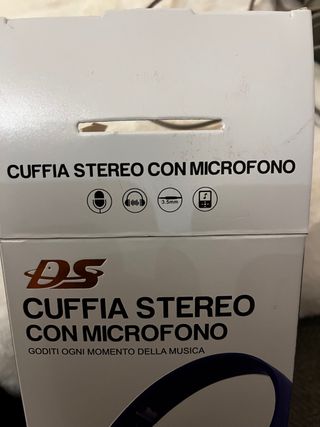 CUFFIA STEREO CON MICROFONO
3.5mm
DS
CUFFIA STEREO
CON MICROFONO
GODITI OGNI MOMENTO DELLA MUSICA